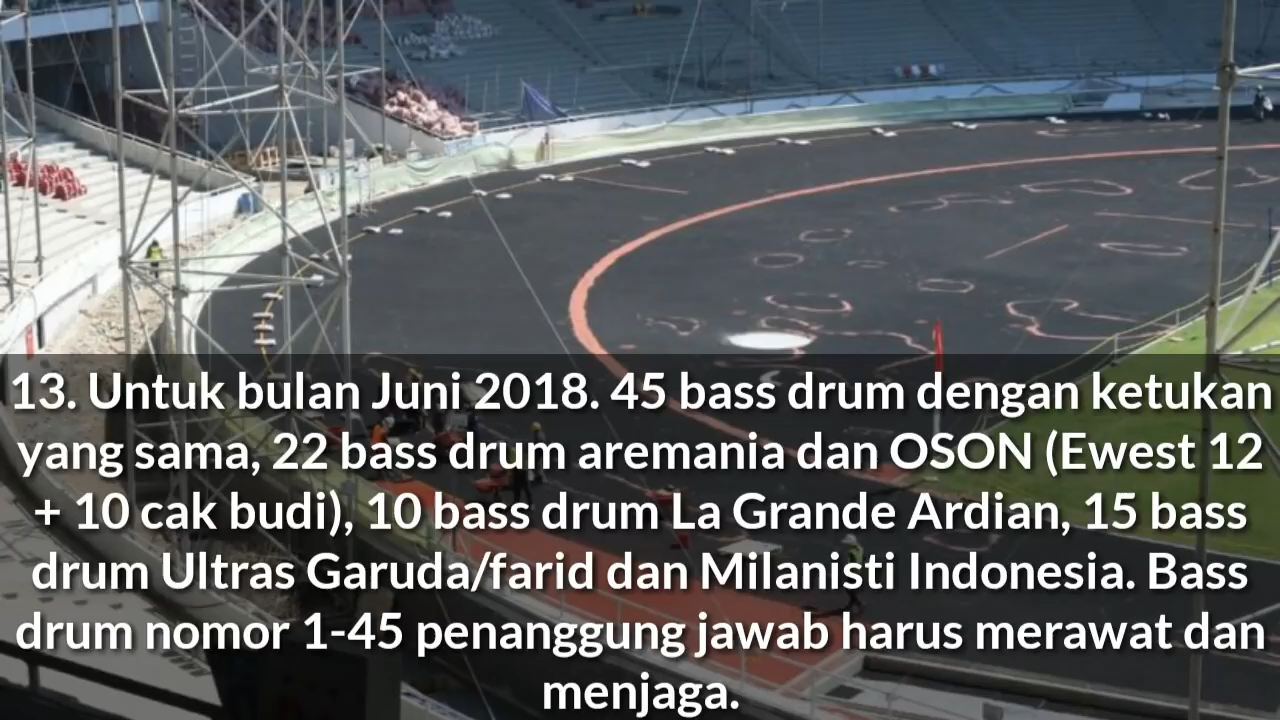 13. Untuk bulan Juni 2018. 45 bass drum dengan ketukan
yang sama, 22 bass drum aremania dan OSON (Ewest 12
+ 10 cak budi), 10 bass drum La Grande Ardian, 15 bass
drum Ultras Garuda/farid dan Milanisti Indonesia. Bass
drum nomor 1-45 penanggung jawab harus merawat dan
menjaga.